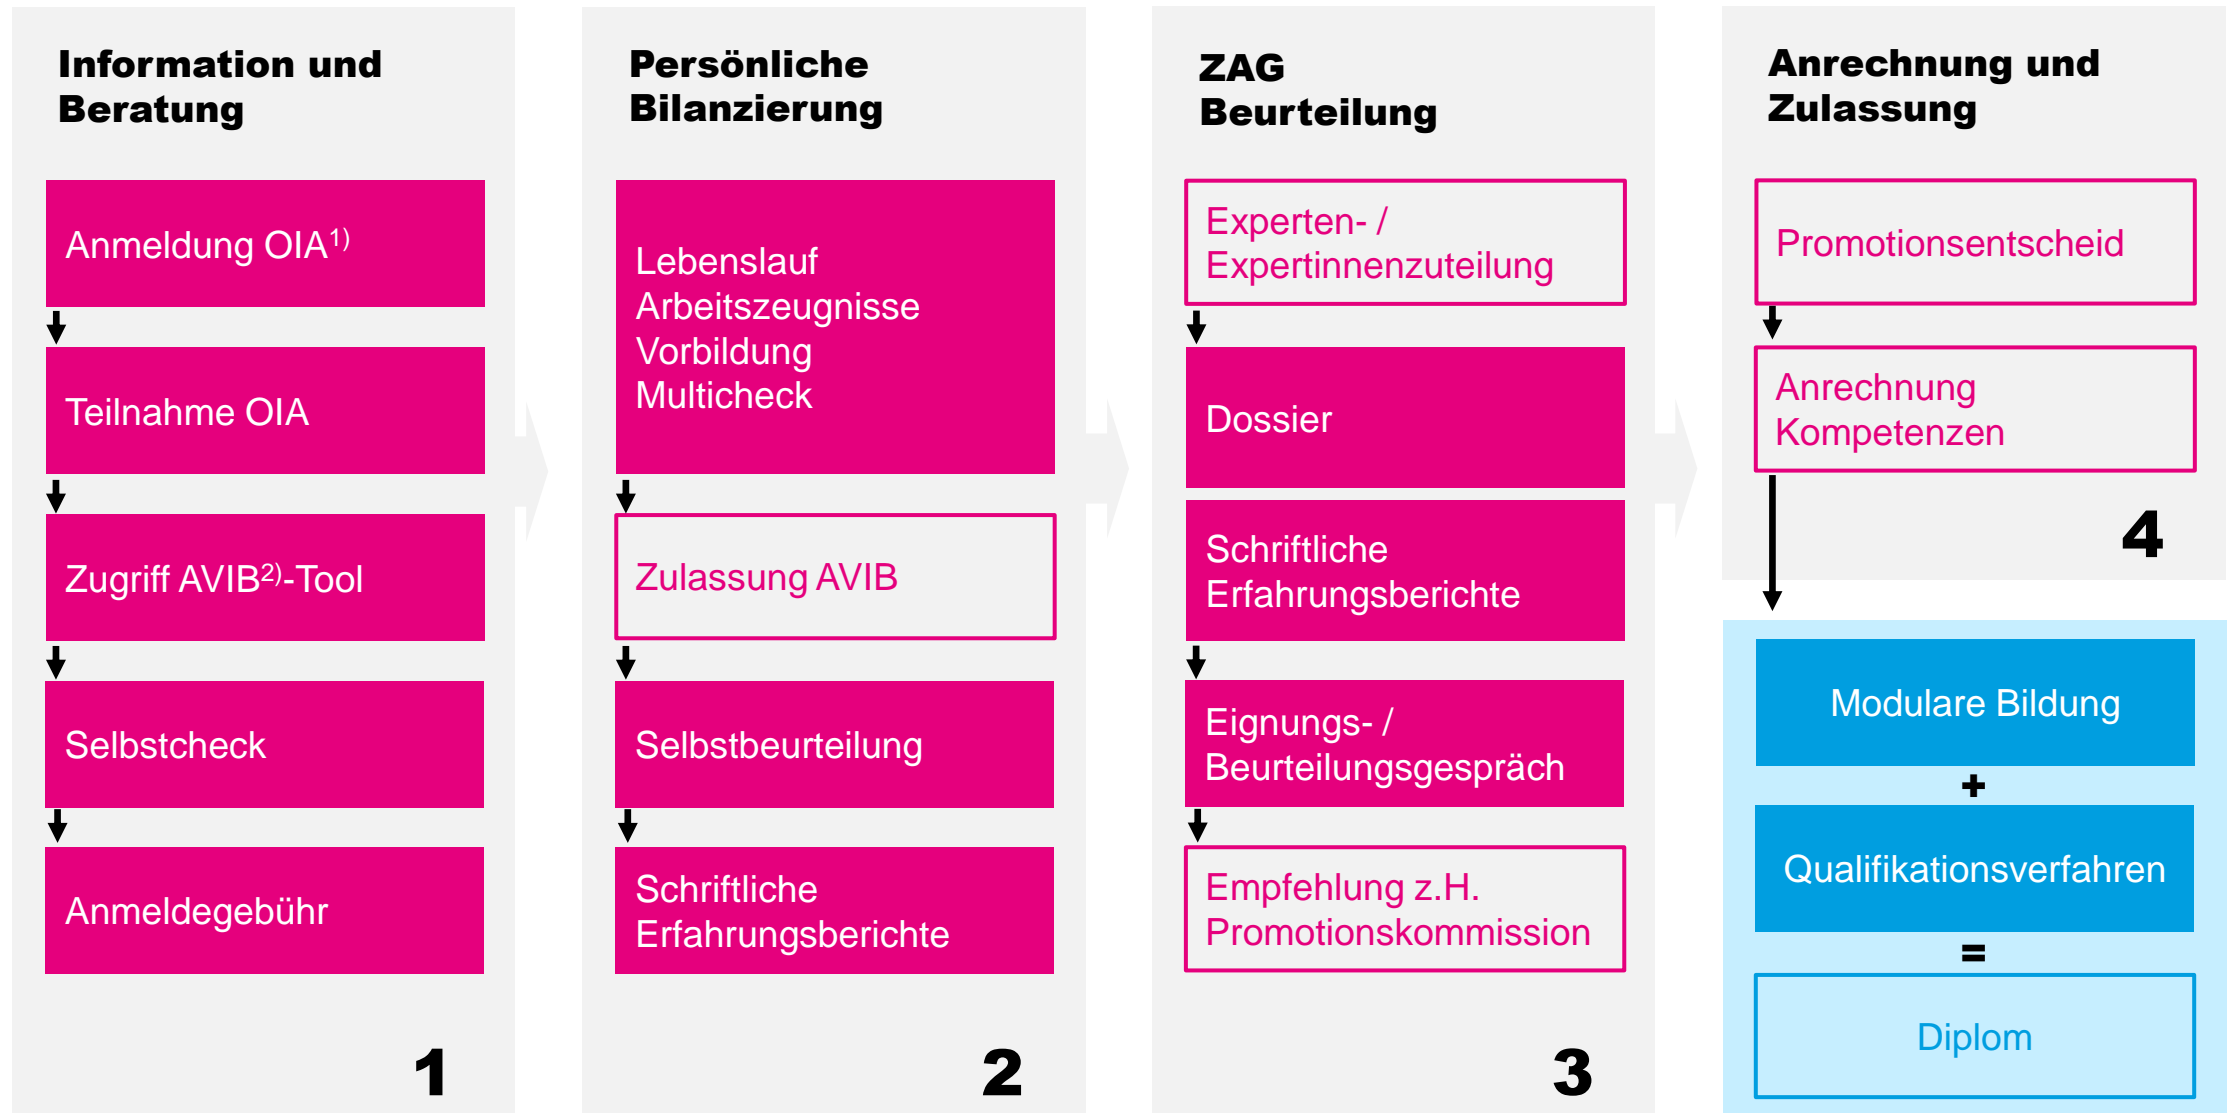 Information und
Beratung
Anmeldung OIA¹⁾
Teilnahme OIA
Zugriff AVIB²⁾-Tool
Selbstcheck
Anmeldegebühr
1
Persönliche
Bilanzierung
Lebenslauf
Arbeitszeugnisse
Vorbildung
Multicheck
Zulassung AVIB
Selbstbeurteilung
Schriftliche
Erfahrungsberichte
2
ZAG
Beurteilung
Experten- /
Expertinnenzuteilung
Dossier
Schriftliche
Erfahrungsberichte
Eignungs- /
Beurteilungsgespräch
Empfehlung z.H.
Promotionskommission
3
Anrechnung und
Zulassung
Promotionsentscheid
Anrechnung
Kompetenzen
4
Modulare Bildung
+
Qualifikationsverfahren
=
Diplom